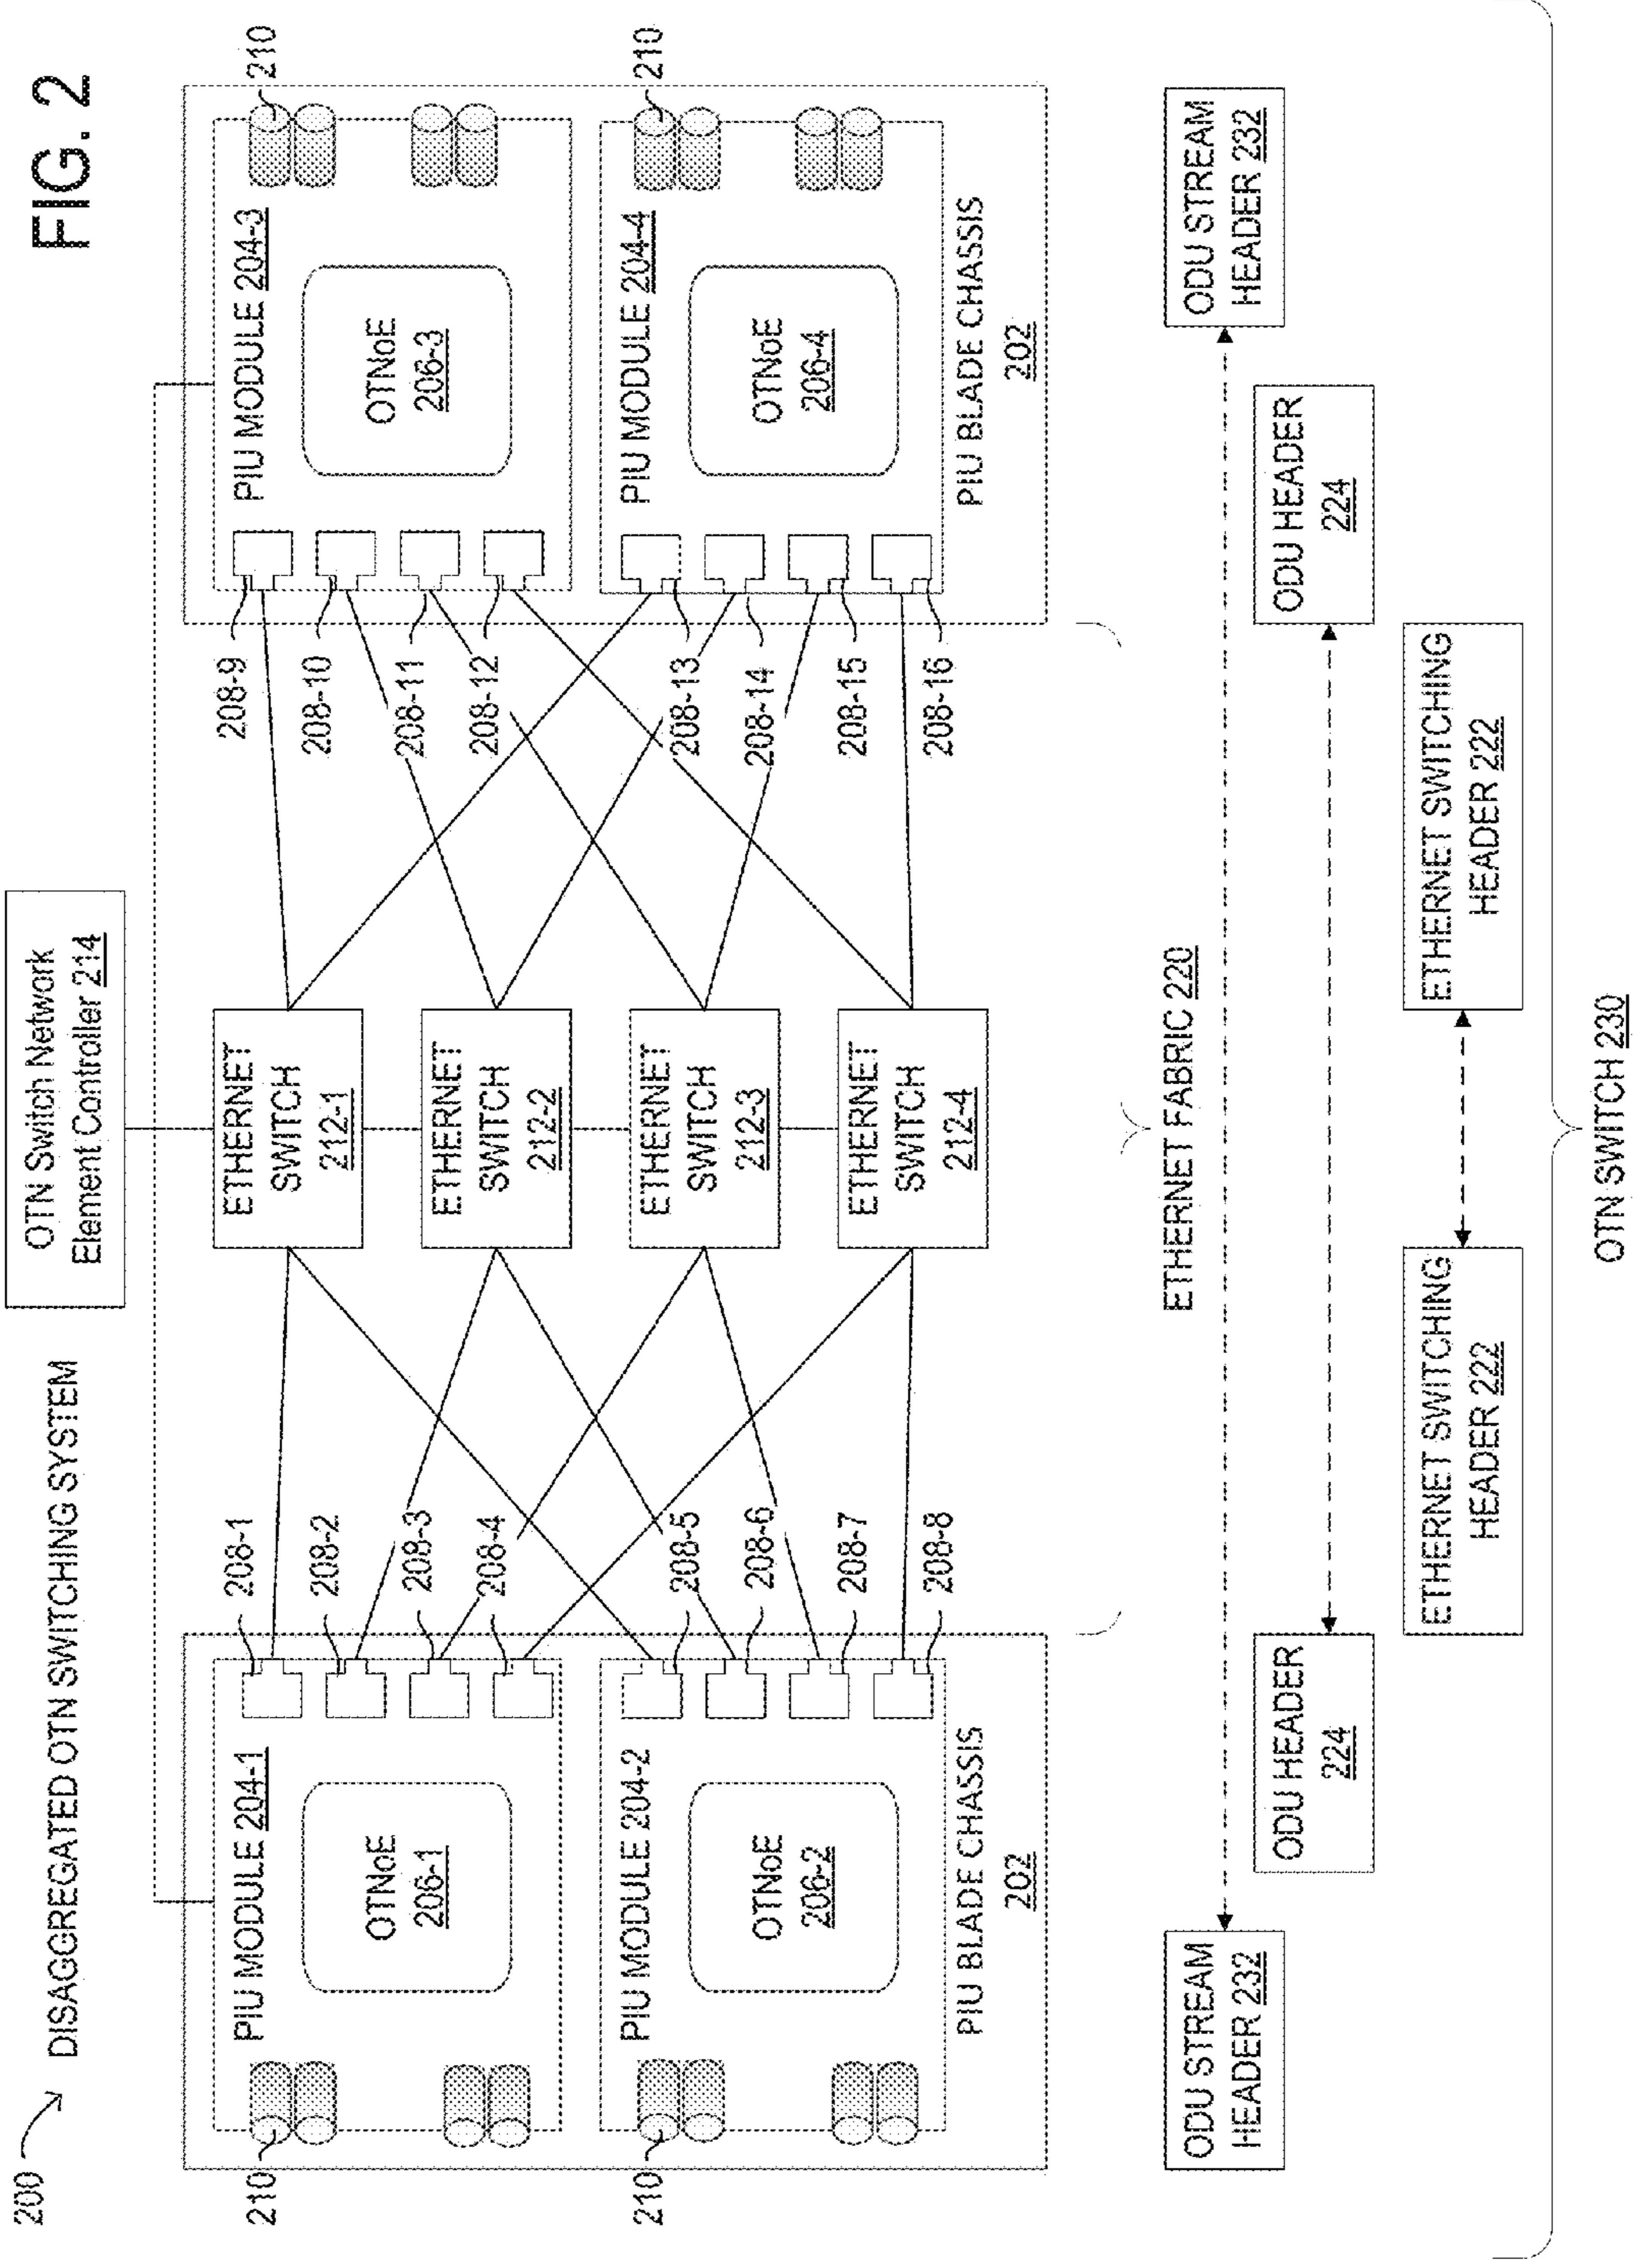 FIG. 2
200
DISAGGREGATED OTN SWITCHING SYSTEM
OTN Switch Network
Element Controller 214
210
PIU MODULE 204-1
OTNoE
206-1
208-1
208-2
208-3
208-4
210
PIU MODULE 204-2
OTNoE
206-2
208-5
208-6
208-7
208-8
PIU BLADE CHASSIS
202
ETHERNET
SWITCH
212-1
ETHERNET
SWITCH
212-2
ETHERNET
SWITCH
212-3
ETHERNET
SWITCH
212-4
208-9
208-10
208-11
208-12
PIU MODULE 204-3
OTNoE
206-3
210
208-13
208-14
208-15
208-16
PIU MODULE 204-4
OTNoE
206-4
210
PIU BLADE CHASSIS
202
ETHERNET FABRIC 220
ODU STREAM
HEADER 232
ODU STREAM
HEADER 232
ODU HEADER
224
ODU HEADER
224
ETHERNET SWITCHING
HEADER 222
ETHERNET SWITCHING
HEADER 222
OTN SWITCH 230